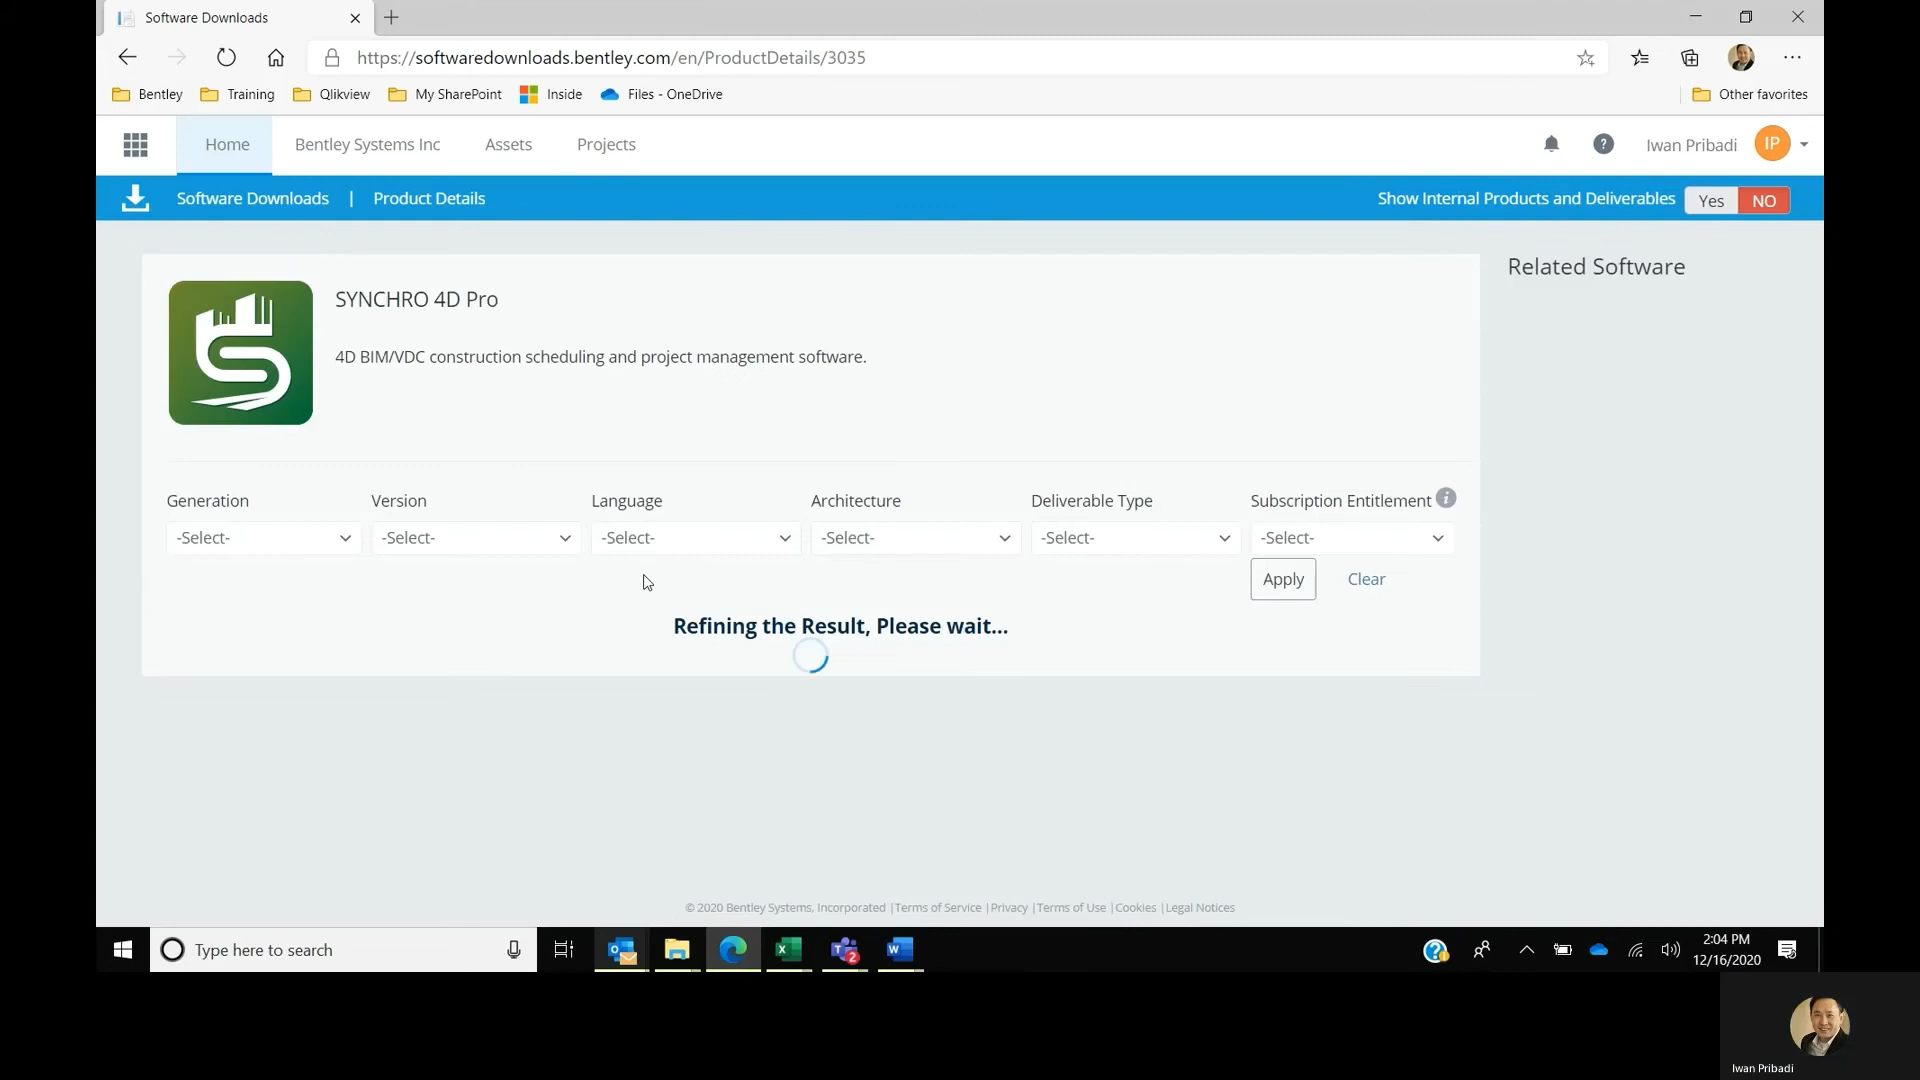 Software Downloads
https://softwaredownloads.bentley.com/en/ProductDetails/3035
Bentley Training Qlikview My SharePoint Inside Files - OneDrive Other favorites
Home Bentley Systems Inc Assets Projects ? Iwan Pribadi IP
Software Downloads | Product Details Show Internal Products and Deliverables Yes NO
SYNCHRO 4D Pro
4D BIM/VDC construction scheduling and project management software.
Related Software
Generation Version Language Architecture Deliverable Type Subscription Entitlement i
-Select- -Select- -Select- -Select- -Select- -Select-
Apply Clear
Refining the Result, Please wait...
© 2020 Bentley Systems, Incorporated |Terms of Service |Privacy |Terms of Use |Cookies |Legal Notices
Type here to search 2 2:04 PM
12/16/2020
Iwan Pribadi